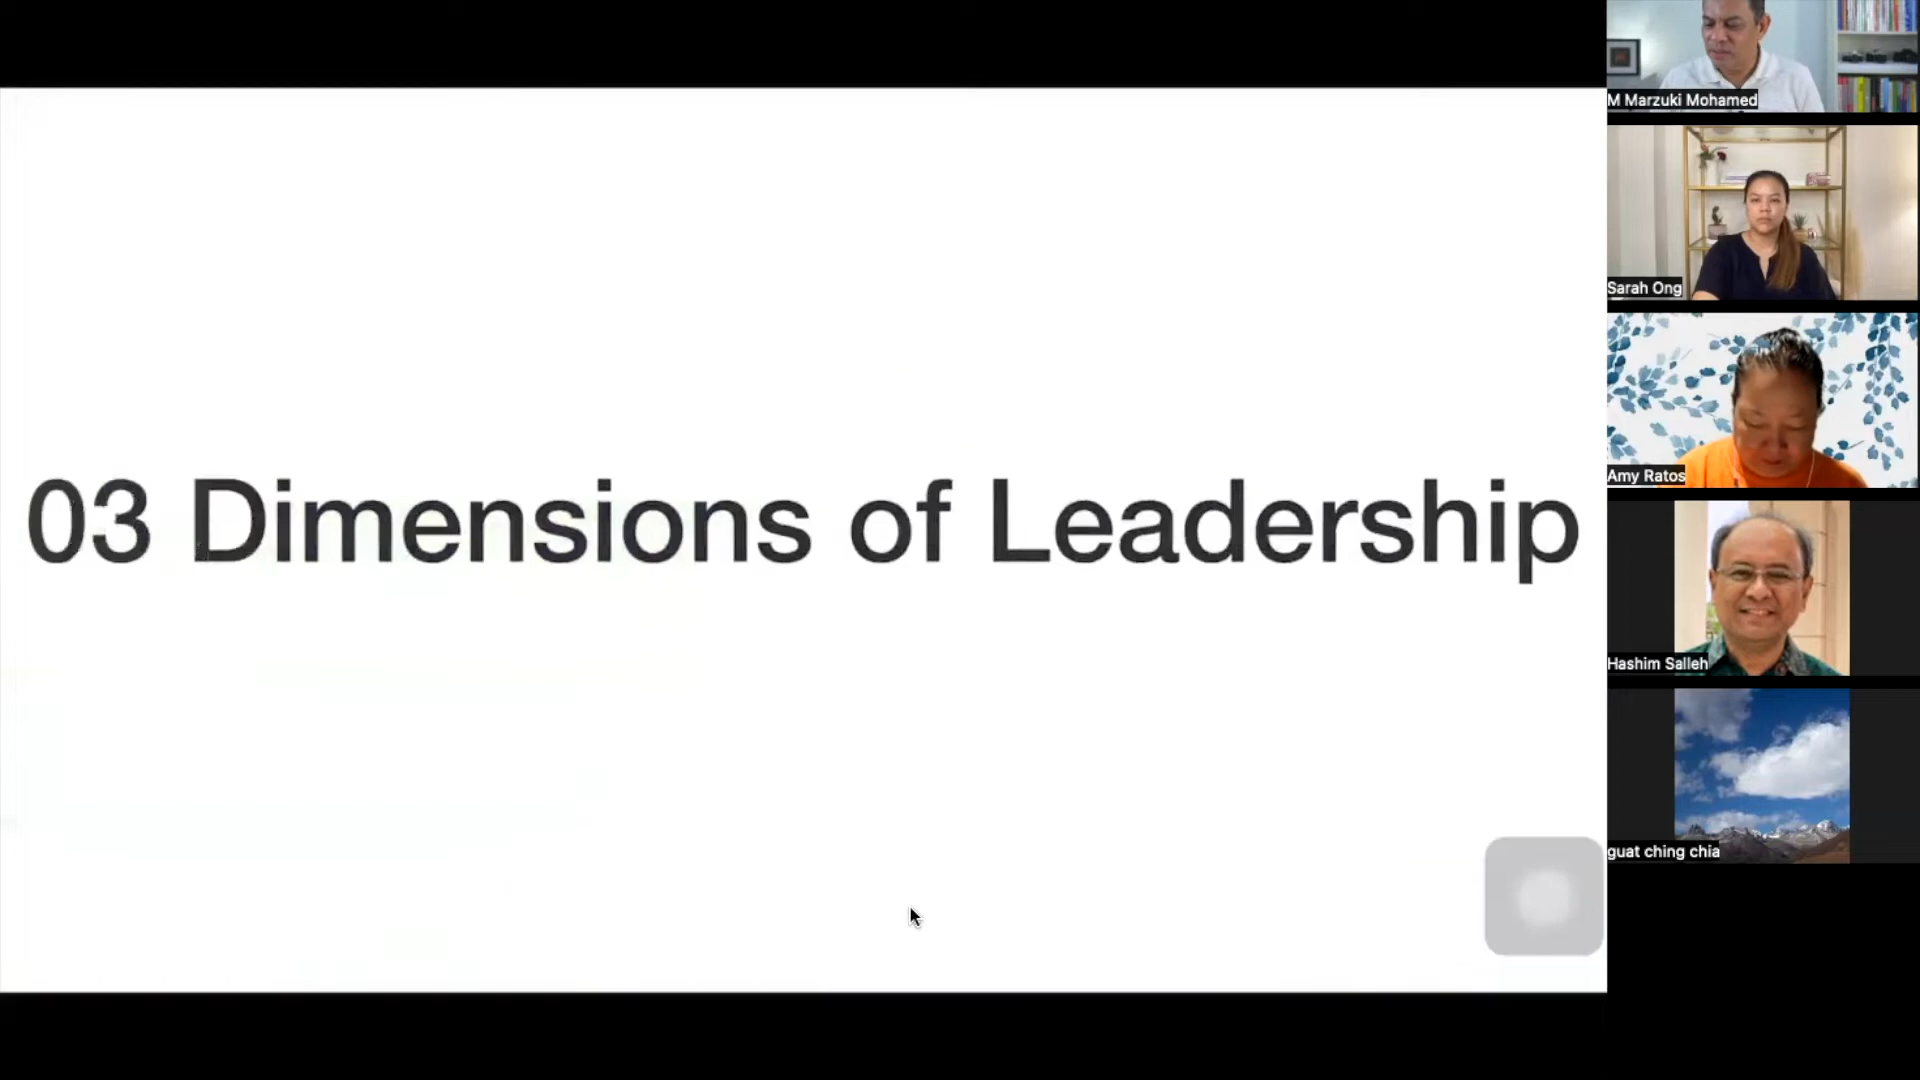 03 Dimensions of Leadership
M Marzuki Mohamed
Sarah Ong
Amy Ratos
Hashim Salleh
guat ching chia